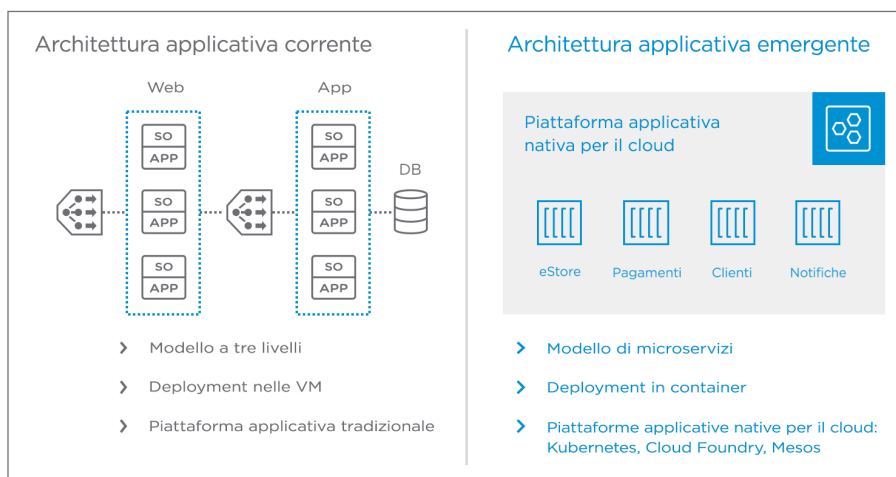 Architettura applicativa corrente
Web
App
SO
APP
SO
APP
DB
SO
APP
SO
APP
SO
APP
SO
APP
Modello a tre livelli
Deployment nelle VM
Piattaforma applicativa tradizionale
Architettura applicativa emergente
Piattaforma applicativa
nativa per il cloud
eStore
Pagamenti
Clienti
Notifiche
Modello di microservizi
Deployment in container
Piattaforme applicative native per il cloud:
Kubernetes, Cloud Foundry, Mesos